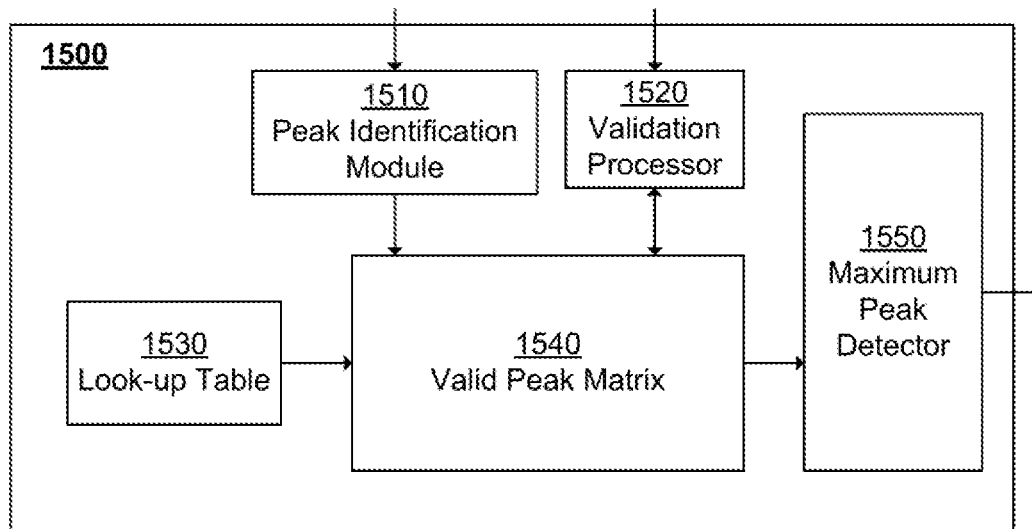 1500
1510
Peak Identification
Module
1520
Validation
Processor
1530
Look-up Table
1540
Valid Peak Matrix
1550
Maximum
Peak
Detector